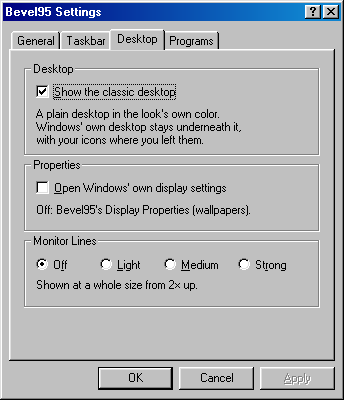 Bevel95 Settings
General Taskbar Desktop Programs
Desktop
Show the classic desktop
A plain desktop in the look's own color.
Windows' own desktop stays underneath it,
with your icons where you left them.
Properties
Open Windows' own display settings
Off: Bevel95's Display Properties (wallpapers).
Monitor Lines
Off Light Medium Strong
Shown at a whole size from 2× up.
OK Cancel Apply